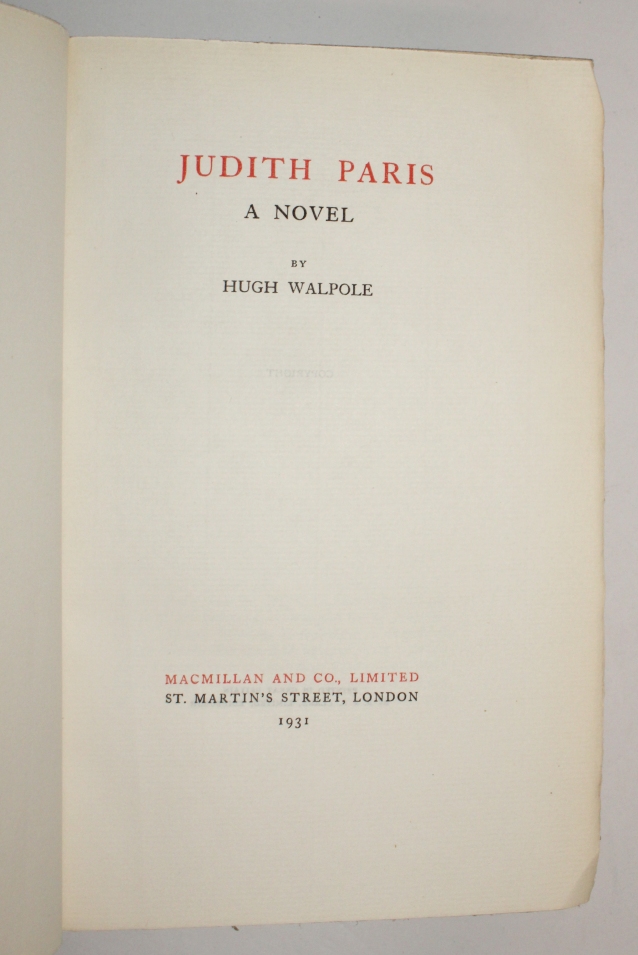 JUDITH PARIS
A NOVEL
BY
HUGH WALPOLE
MACMILLAN AND CO., LIMITED
ST. MARTIN'S STREET, LONDON
1931